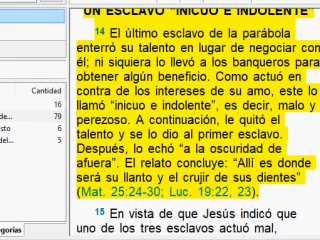 UN ESCLAVO "INICUO E INDOLENTE"
14 El último esclavo de la parábola
enterró su talento en lugar de negociar con
él; ni siquiera lo llevó a los banqueros para
obtener algún beneficio. Como actuó en
contra de los intereses de su amo, este lo
llamó "inicuo e indolente", es decir, malo y
perezoso. A continuación, le quitó el
talento y se lo dio al primer esclavo.
Después, lo echó "a la oscuridad de
afuera". El relato concluye: "Allí es donde
será su llanto y el crujir de sus dientes"
(Mat. 25:24-30; Luc. 19:22, 23).
15 En vista de que Jesús indicó que
uno de los tres esclavos actuó mal,
Cantidad
16
de... 79
6
del... 5